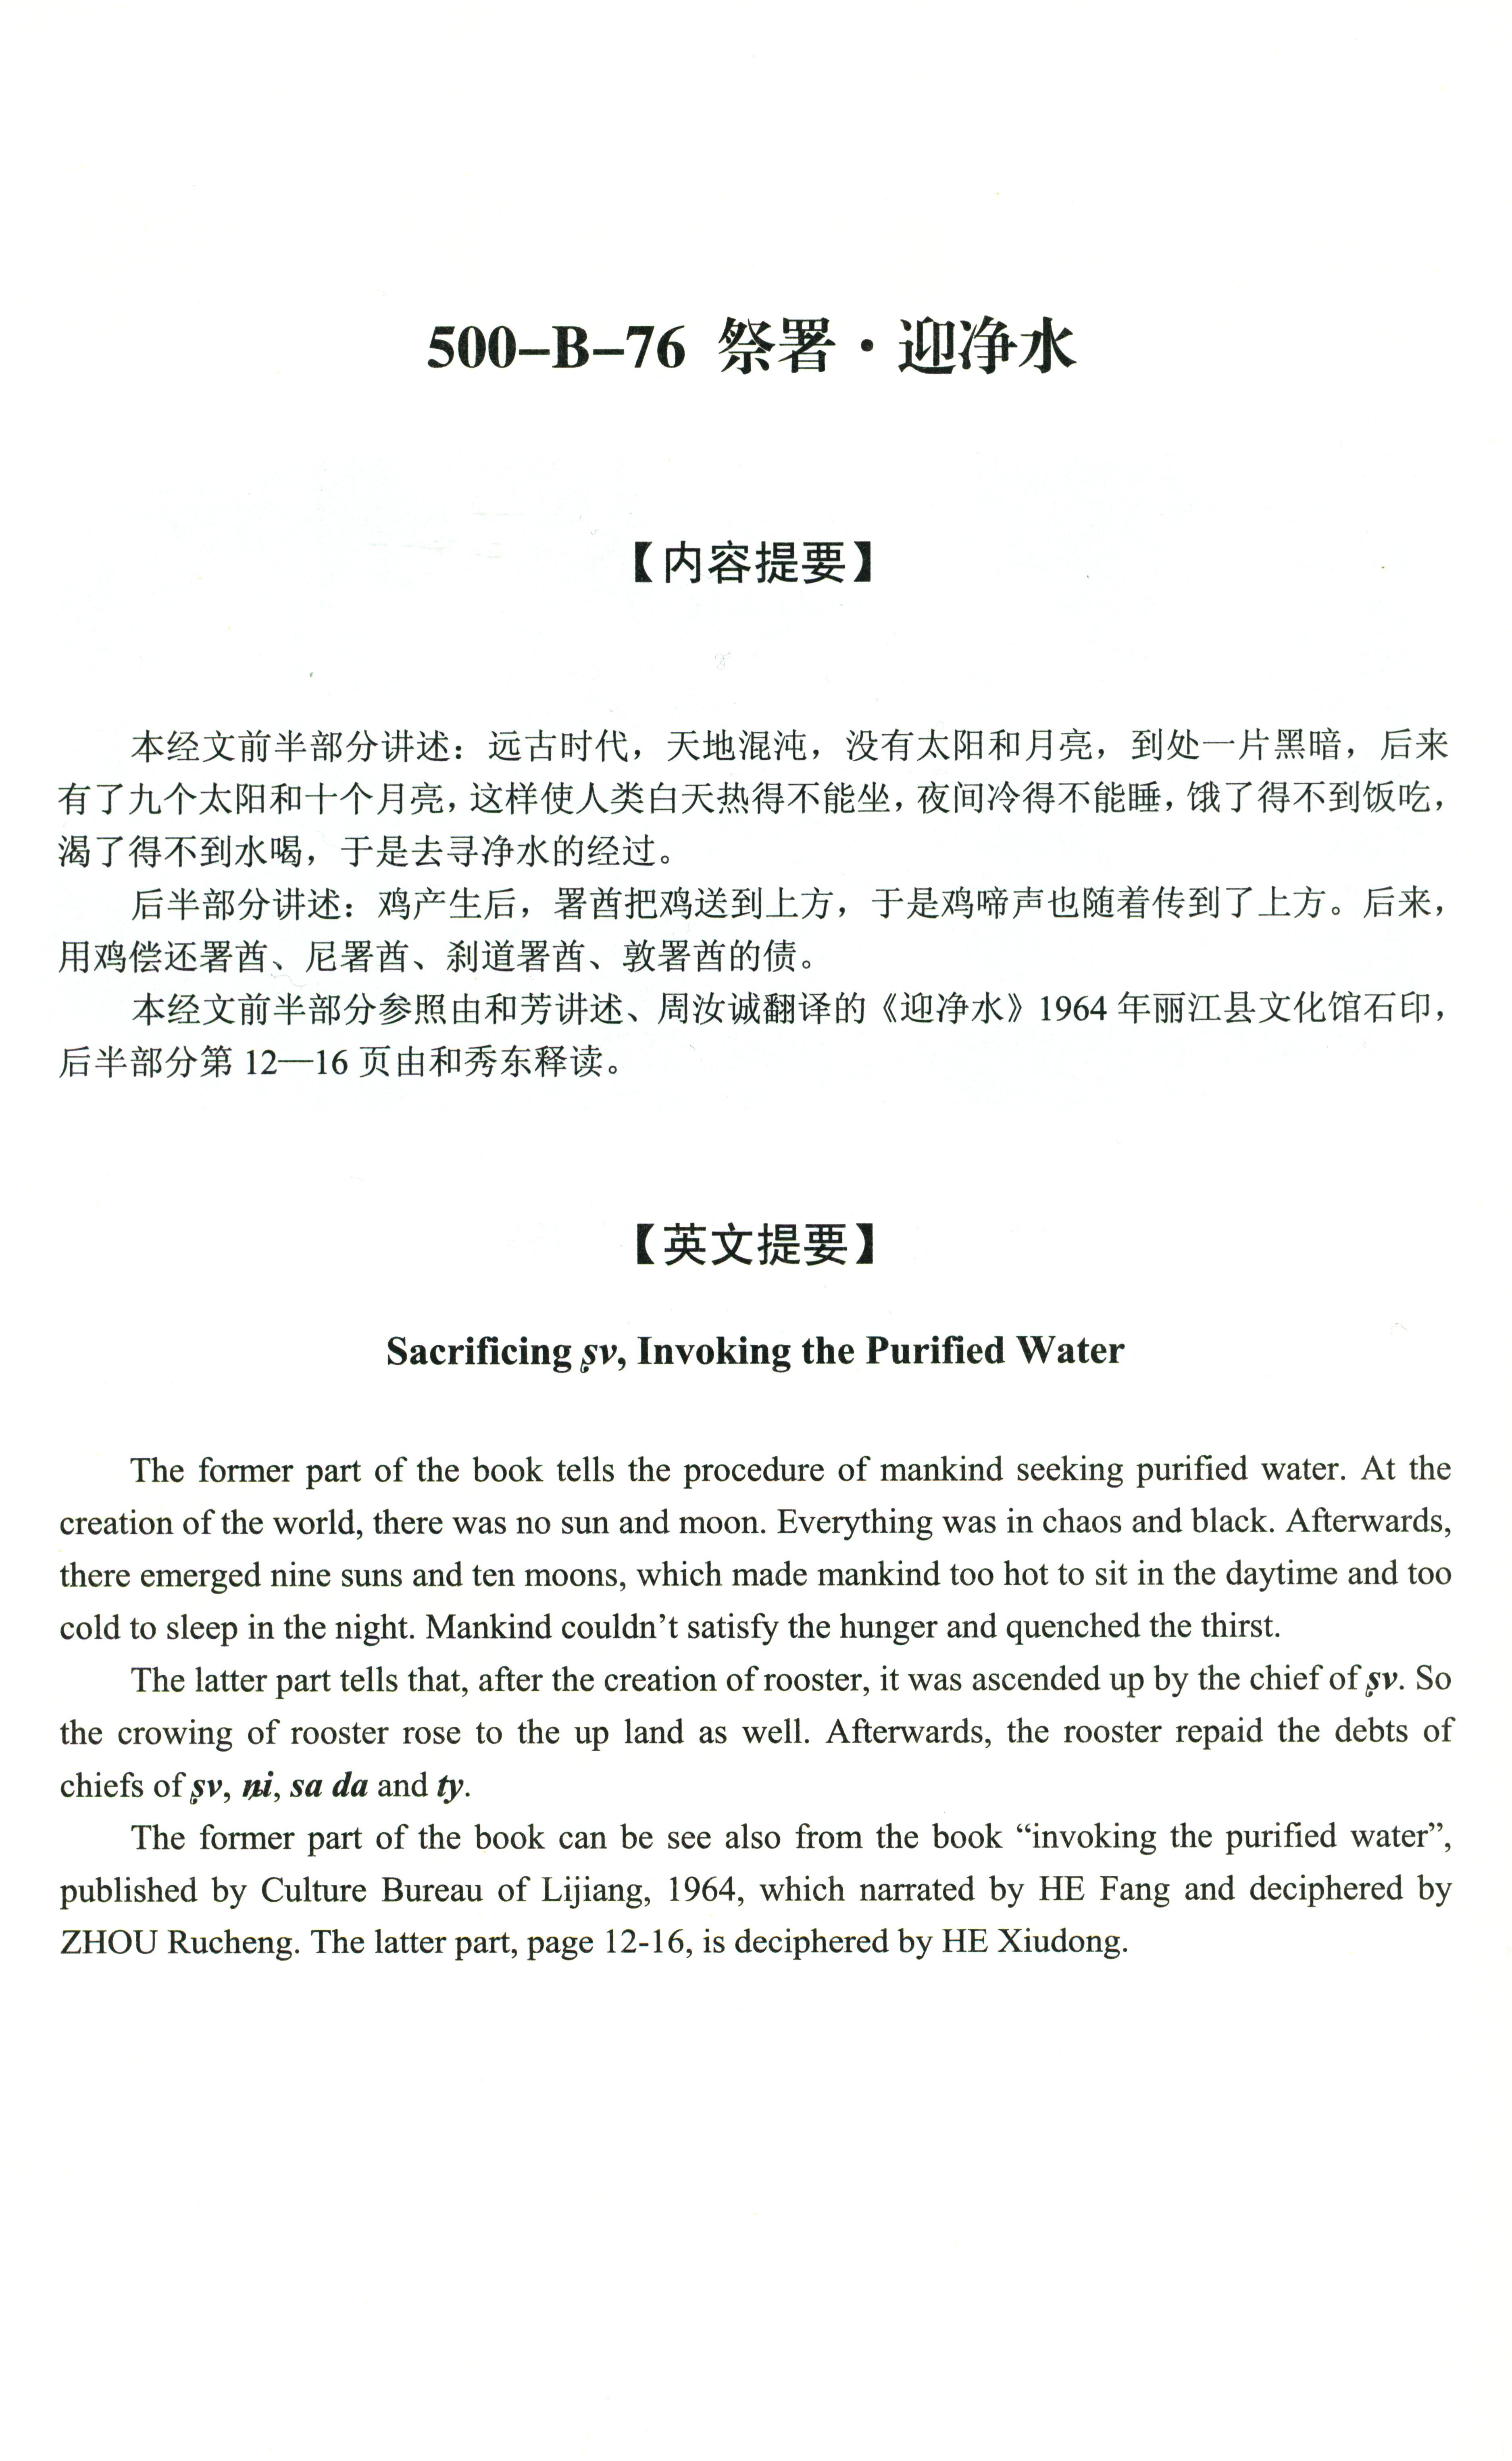 500–B–76 祭署·迎净水
【内容提要】
本经文前半部分讲述：远古时代，天地混沌，没有太阳和月亮，到处一片黑暗，后来
有了九个太阳和十个月亮，这样使人类白天热得不能坐，夜间冷得不能睡，饿了得不到饭吃，
渴了得不到水喝，于是去寻净水的经过。
后半部分讲述：鸡产生后，署酋把鸡送到上方，于是鸡啼声也随着传到了上方。后来，
用鸡偿还署酋、尼署酋、刹道署酋、敦署酋的债。
本经文前半部分参照由和芳讲述、周汝诚翻译的《迎净水》1964 年丽江县文化馆石印，
后半部分第 12—16 页由和秀东释读。
【英文提要】
Sacrificing ʂv, Invoking the Purified Water
The former part of the book tells the procedure of mankind seeking purified water. At the
creation of the world, there was no sun and moon. Everything was in chaos and black. Afterwards,
there emerged nine suns and ten moons, which made mankind too hot to sit in the daytime and too
cold to sleep in the night. Mankind couldn’t satisfy the hunger and quenched the thirst.
The latter part tells that, after the creation of rooster, it was ascended up by the chief of ʂv. So
the crowing of rooster rose to the up land as well. Afterwards, the rooster repaid the debts of
chiefs of ʂv, ȵi, sa da and ty.
The former part of the book can be see also from the book “invoking the purified water”,
published by Culture Bureau of Lijiang, 1964, which narrated by HE Fang and deciphered by
ZHOU Rucheng. The latter part, page 12-16, is deciphered by HE Xiudong.